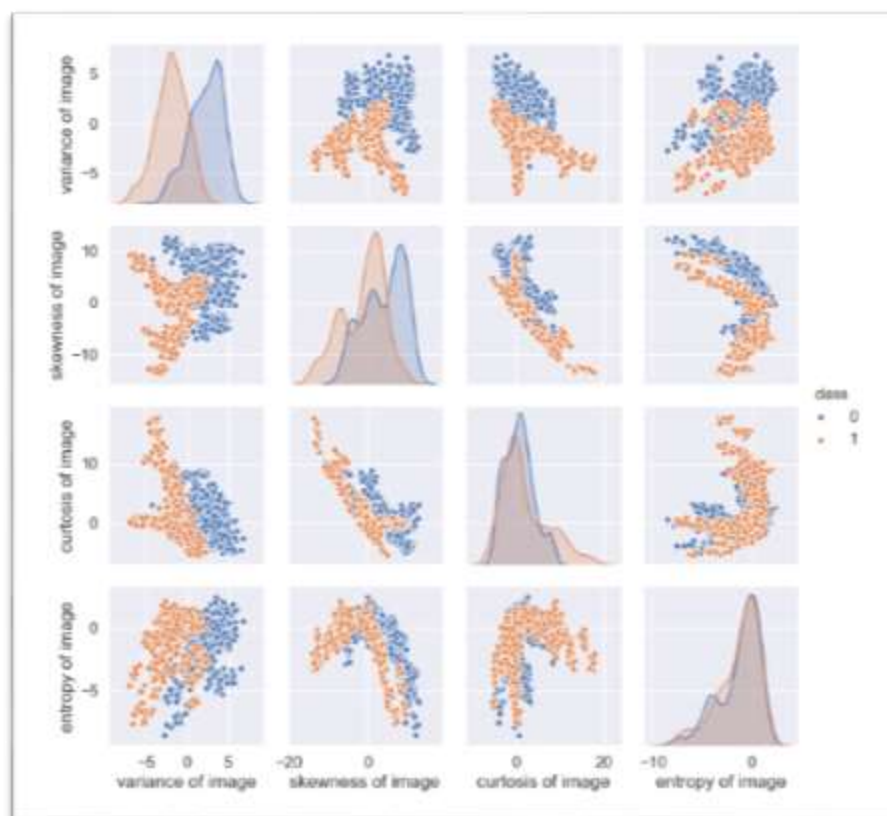 variance of image
5
0
−5
skewness of image
10
0
−10
curtosis of image
10
0
entropy of image
0
−5
−5 0 5
variance of image
−20 0
skewness of image
0 20
curtosis of image
−10 0
entropy of image
class
0
1